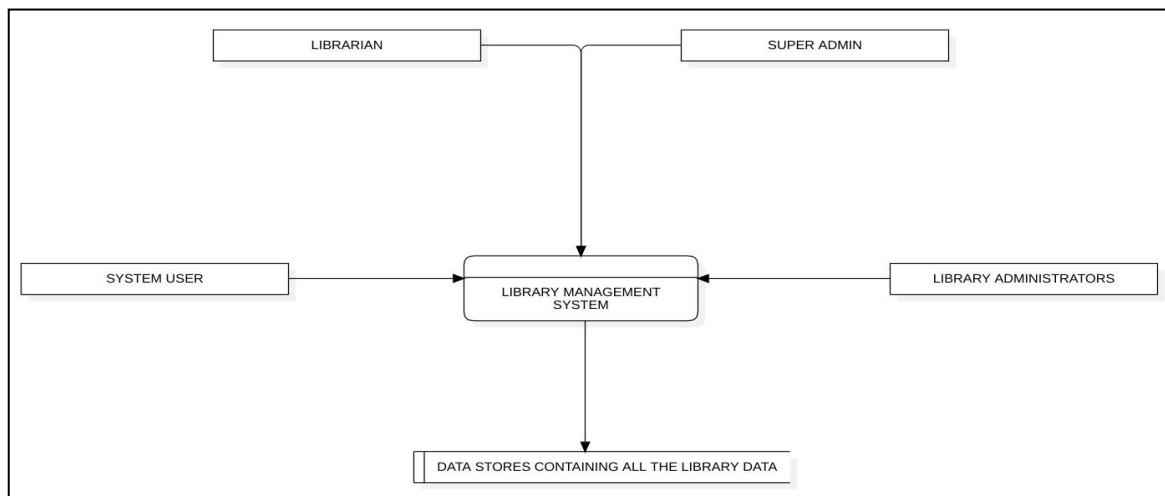 LIBRARIAN
SUPER ADMIN
SYSTEM USER
LIBRARY MANAGEMENT
SYSTEM
LIBRARY ADMINISTRATORS
DATA STORES CONTAINING ALL THE LIBRARY DATA